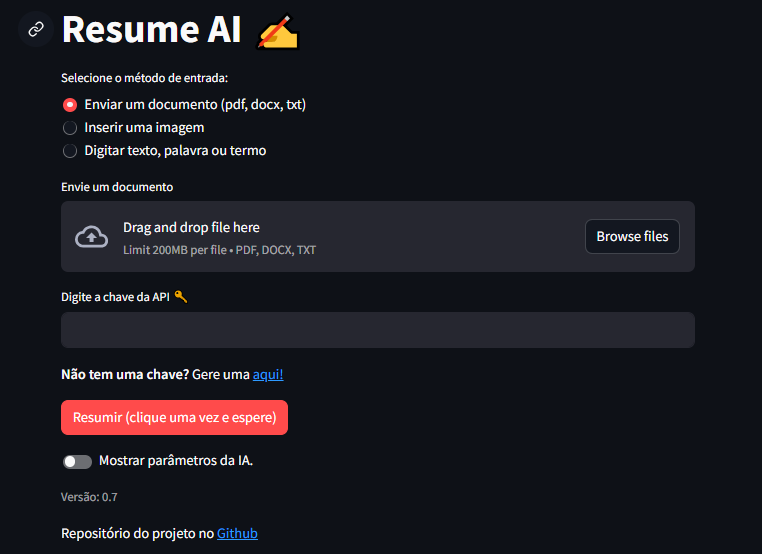 Resume AI ✍️
Selecione o método de entrada:
Enviar um documento (pdf, docx, txt)
Inserir uma imagem
Digitar texto, palavra ou termo
Envie um documento
Drag and drop file here
Limit 200MB per file • PDF, DOCX, TXT
Browse files
Digite a chave da API 🔑
Não tem uma chave? Gere uma aqui!
Resumir (clique uma vez e espere)
Mostrar parâmetros da IA.
Versão: 0.7
Repositório do projeto no Github